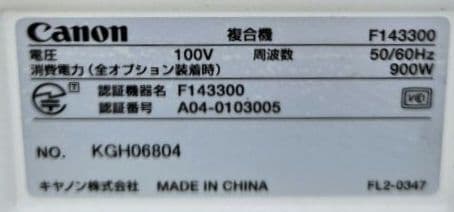 Canon 複合機 F143300
電圧 100V 周波数 50/60Hz
消費電力（全オプション装着時） 900W
認証機器名 F143300
認証番号 A04-0103005
NO. KGH06804
キヤノン株式会社 MADE IN CHINA FL2-0347